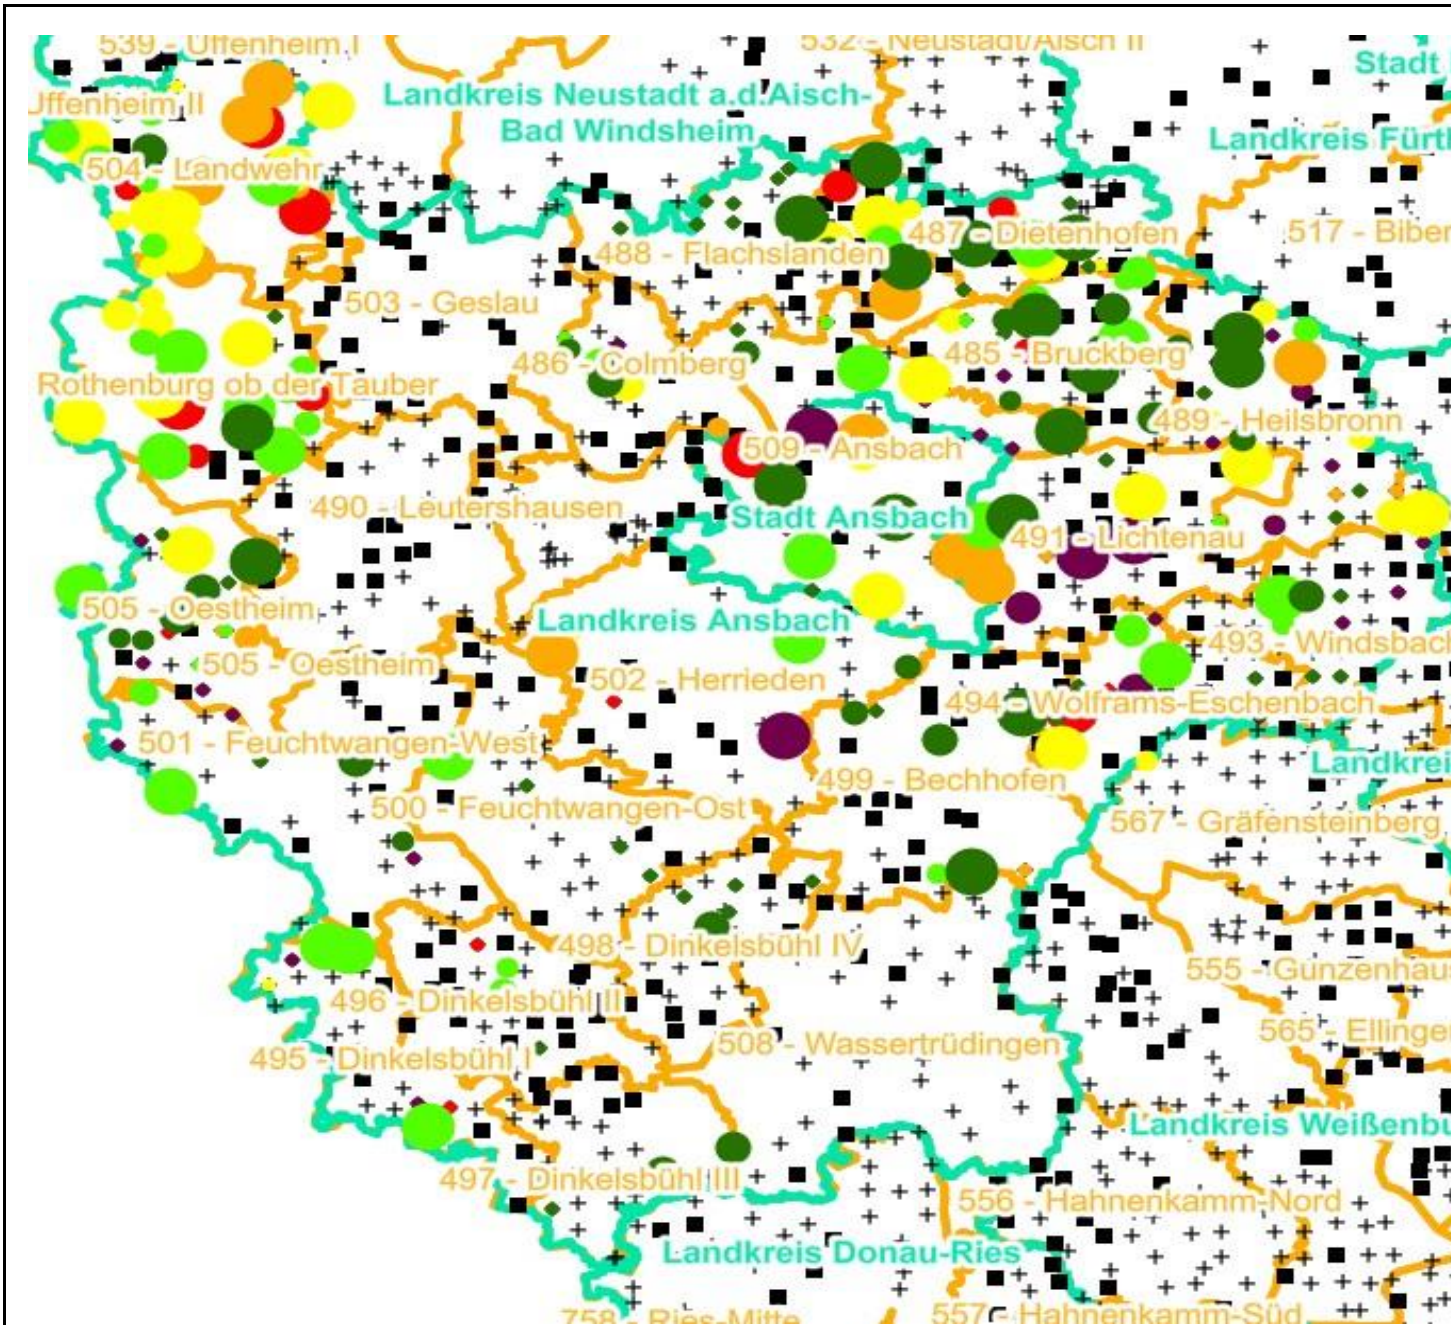 539 - Uffenheim I
532 - Neustadt/Aisch II
Stadt
Uffenheim II
Landkreis Neustadt a.d.Aisch-
Bad Windsheim
Landkreis Fürth
504 - Landwehr
488 - Flachslanden
487 - Dietenhofen
517 - Biber
503 - Geslau
486 - Colmberg
485 - Bruckberg
Rothenburg ob der Tauber
489 - Heilsbronn
509 - Ansbach
490 - Leutershausen
Stadt Ansbach
491 - Lichtenau
505 - Oestheim
Landkreis Ansbach
493 - Windsbach
505 - Oestheim
502 - Herrieden
494 - Wolframs-Eschenbach
501 - Feuchtwangen-West
Landkrei
499 - Bechhofen
500 - Feuchtwangen-Ost
567 - Gräfensteinberg
498 - Dinkelsbühl IV
555 - Gunzenhau
496 - Dinkelsbühl II
565 - Ellinge
495 - Dinkelsbühl I
508 - Wassertrüdingen
Landkreis Weißenbu
497 - Dinkelsbühl III
556 - Hahnenkamm-Nord
Landkreis Donau-Ries
758 - Ries-Mitte
557 - Hahnenkamm-Süd